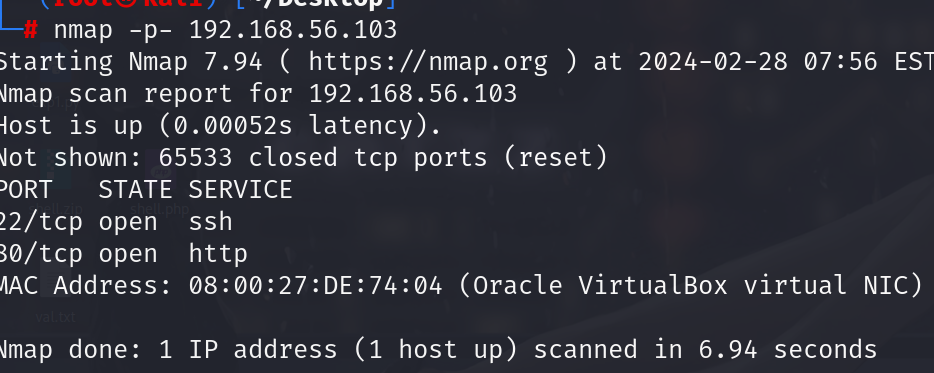 (root㉿kali) [~/Desktop]
# nmap -p- 192.168.56.103
Starting Nmap 7.94 ( https://nmap.org ) at 2024-02-28 07:56 EST
Nmap scan report for 192.168.56.103
Host is up (0.00052s latency).
Not shown: 65533 closed tcp ports (reset)
PORT   STATE SERVICE
22/tcp open  ssh
80/tcp open  http
MAC Address: 08:00:27:DE:74:04 (Oracle VirtualBox virtual NIC)
val.txt
Nmap done: 1 IP address (1 host up) scanned in 6.94 seconds